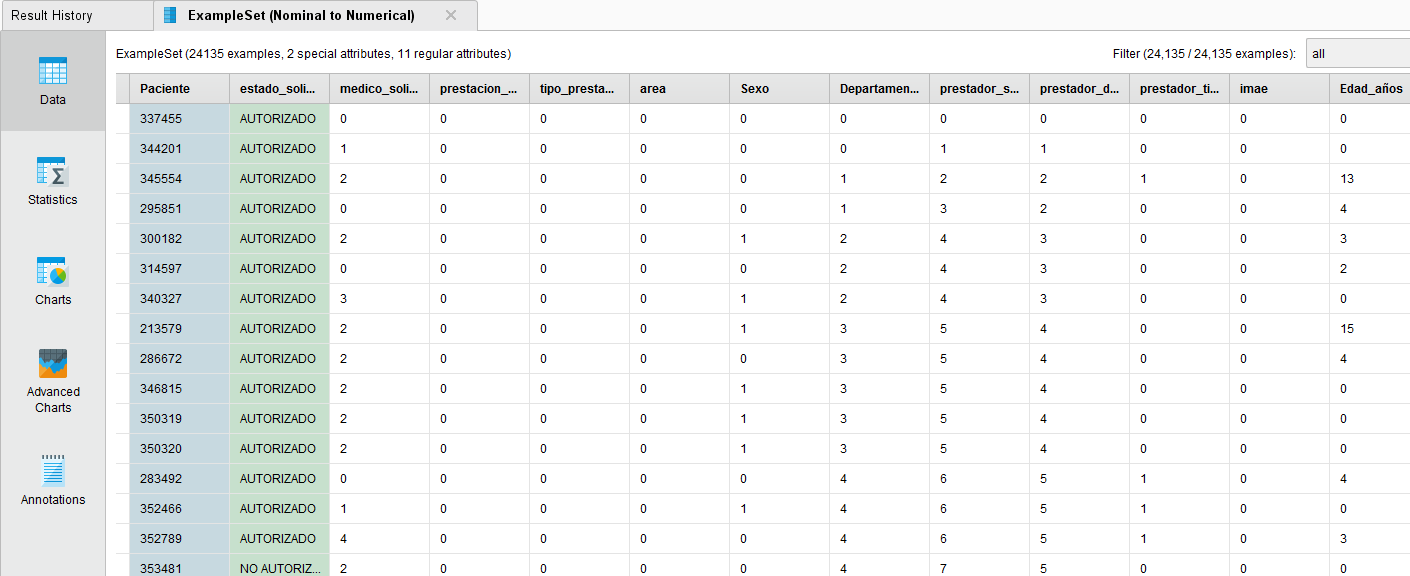 Result History
ExampleSet (Nominal to Numerical)
ExampleSet (24135 examples, 2 special attributes, 11 regular attributes)
Filter (24,135 / 24,135 examples): all
Data
Statistics
Charts
Advanced
Charts
Annotations
Paciente estado_soli... medico_soli... prestacion_... tipo_presta... area Sexo Departamen... prestador_s... prestador_d... prestador_ti... imae Edad_años
337455 AUTORIZADO 0 0 0 0 0 0 0 0 0 0 0
344201 AUTORIZADO 1 0 0 0 0 0 1 1 0 0 0
345554 AUTORIZADO 2 0 0 0 0 1 2 2 1 0 13
295851 AUTORIZADO 0 0 0 0 0 1 3 2 0 0 4
300182 AUTORIZADO 2 0 0 0 1 2 4 3 0 0 3
314597 AUTORIZADO 0 0 0 0 0 2 4 3 0 0 2
340327 AUTORIZADO 3 0 0 0 1 2 4 3 0 0 0
213579 AUTORIZADO 2 0 0 0 1 3 5 4 0 0 15
286672 AUTORIZADO 2 0 0 0 0 3 5 4 0 0 4
346815 AUTORIZADO 2 0 0 0 1 3 5 4 0 0 0
350319 AUTORIZADO 2 0 0 0 1 3 5 4 0 0 0
350320 AUTORIZADO 2 0 0 0 1 3 5 4 0 0 0
283492 AUTORIZADO 0 0 0 0 0 4 6 5 1 0 4
352466 AUTORIZADO 1 0 0 0 1 4 6 5 1 0 0
352789 AUTORIZADO 4 0 0 0 0 4 6 5 1 0 3
353481 NO AUTORIZ... 2 0 0 0 0 4 7 5 0 0 0